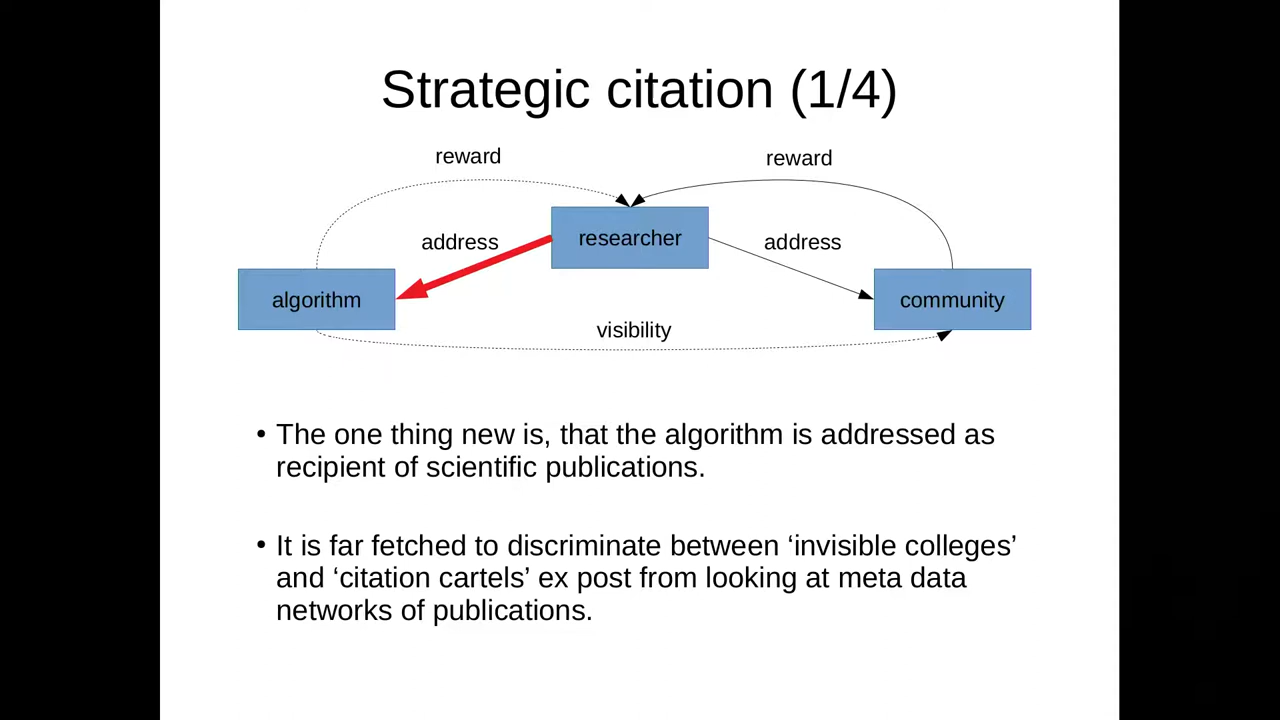 Strategic citation (1/4)
reward
reward
researcher
address
address
algorithm
community
visibility
• The one thing new is, that the algorithm is addressed as
recipient of scientific publications.
• It is far fetched to discriminate between ‘invisible colleges’
and ‘citation cartels’ ex post from looking at meta data
networks of publications.